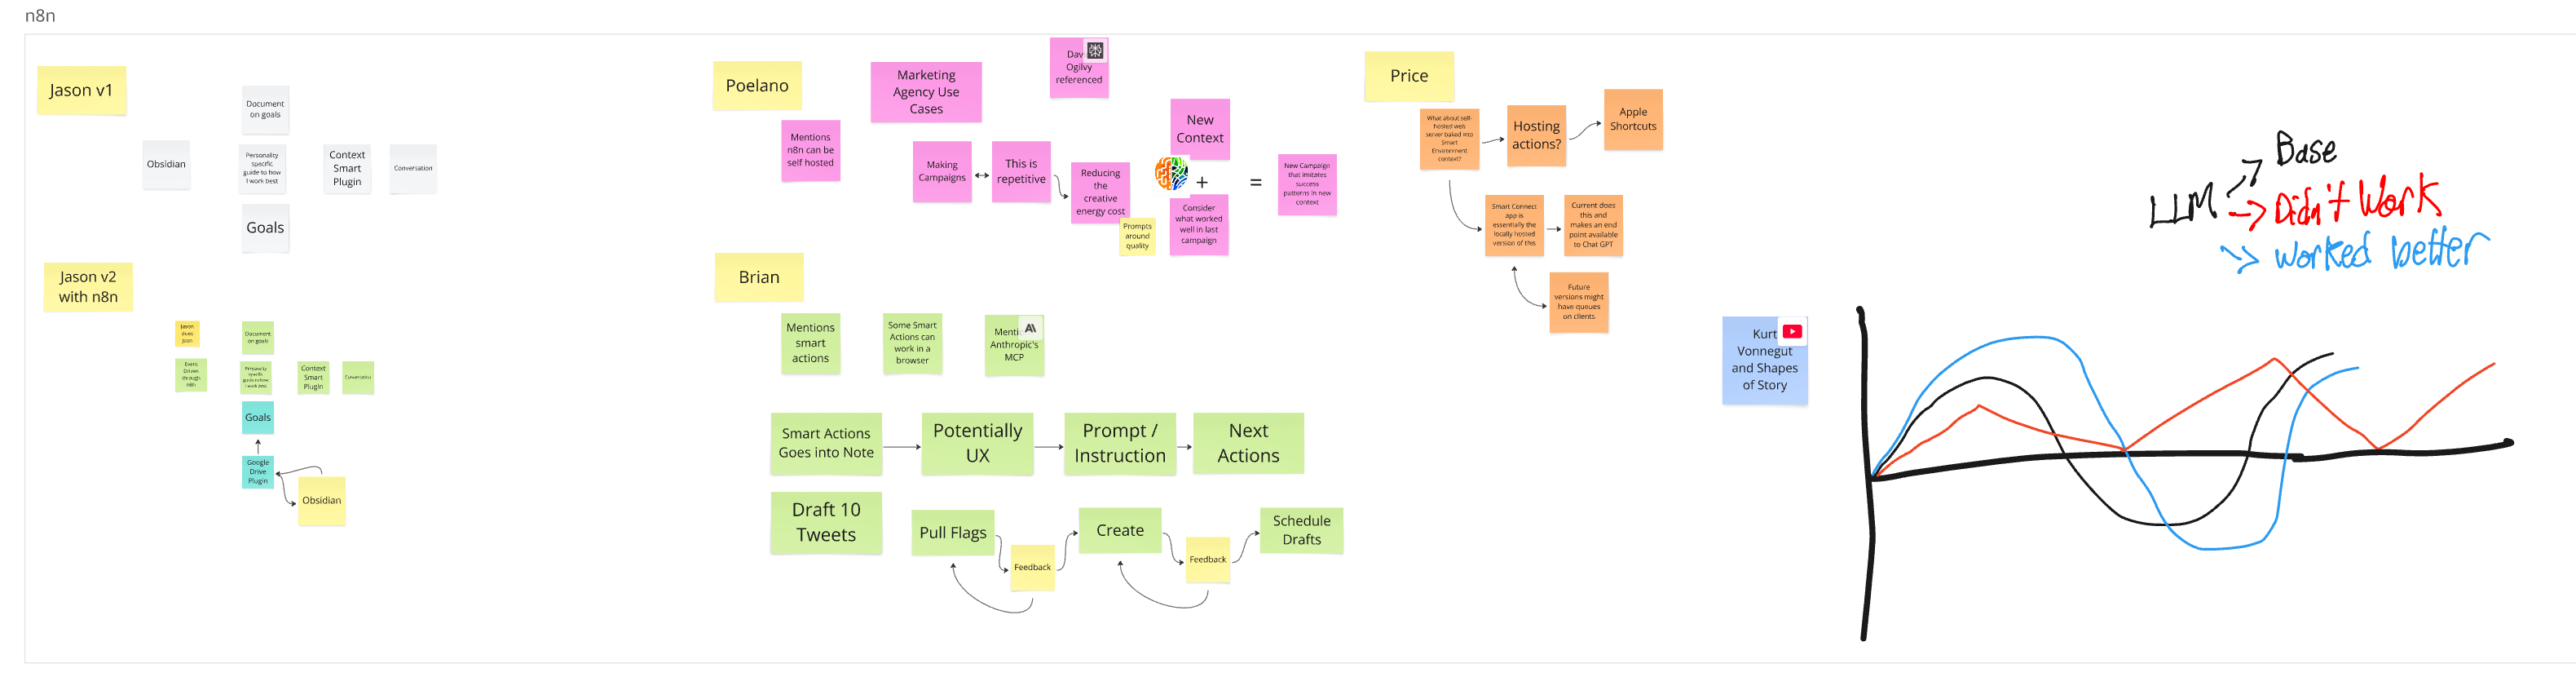 n8n
Jason v1
Document
on goals
Obsidian
Personality
specific
guide to how
I work best
Context
Smart
Plugin
Conversation
Goals
Jason v2
with n8n
Jason
does
json
Document
on goals
Event
Driven
through
n8n
Personality
specific
guide to how
I work best
Context
Smart
Plugin
Conversation
Goals
Google
Drive
Plugin
Obsidian
Poelano
Mentions
n8n can be
self hosted
Marketing
Agency Use
Cases
Ogilvy
referenced
Making
Campaigns
This is
repetitive
Reducing
the
creative
energy cost
Prompts
around
quality
New
Context
+
Consider
what worked
well in last
campaign
=
New Campaign
that imitates
success
patterns in new
context
Brian
Mentions
smart
actions
Some Smart
Actions can
work in a
browser
Anthropic's
MCP
Smart Actions
Goes into Note
Potentially
UX
Prompt /
Instruction
Next
Actions
Draft 10
Tweets
Pull Flags
Feedback
Create
Feedback
Schedule
Drafts
Price
What about self-
hosted web
server baked into
Smart
Environment
context?
Hosting
actions?
Apple
Shortcuts
Smart Connect
app is
essentially the
locally hosted
version of this
Current does
this and
makes an end
point available
to Chat GPT
Future
versions might
have queues
on clients
Kurt
Vonnegut
and Shapes
of Story
LLM
Base
Didn't Work
Worked better